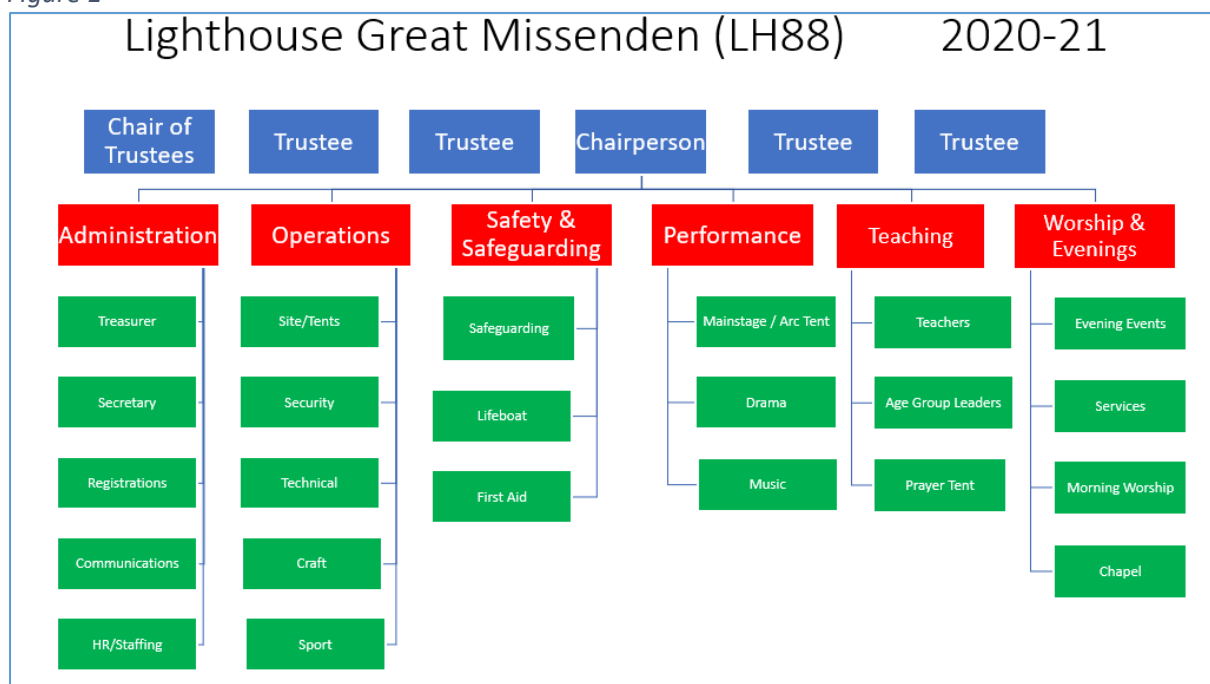 Lighthouse Great Missenden (LH88) 2020-21
Chair of
Trustees
Trustee
Trustee
Chairperson
Trustee
Trustee
Administration
Operations
Safety &
Safeguarding
Performance
Teaching
Worship &
Evenings
Treasurer
Site/Tents
Safeguarding
Mainstage / Arc Tent
Teachers
Evening Events
Secretary
Security
Lifeboat
Drama
Age Group Leaders
Services
Registrations
Technical
First Aid
Music
Prayer Tent
Morning Worship
Communications
Craft
Chapel
HR/Staffing
Sport